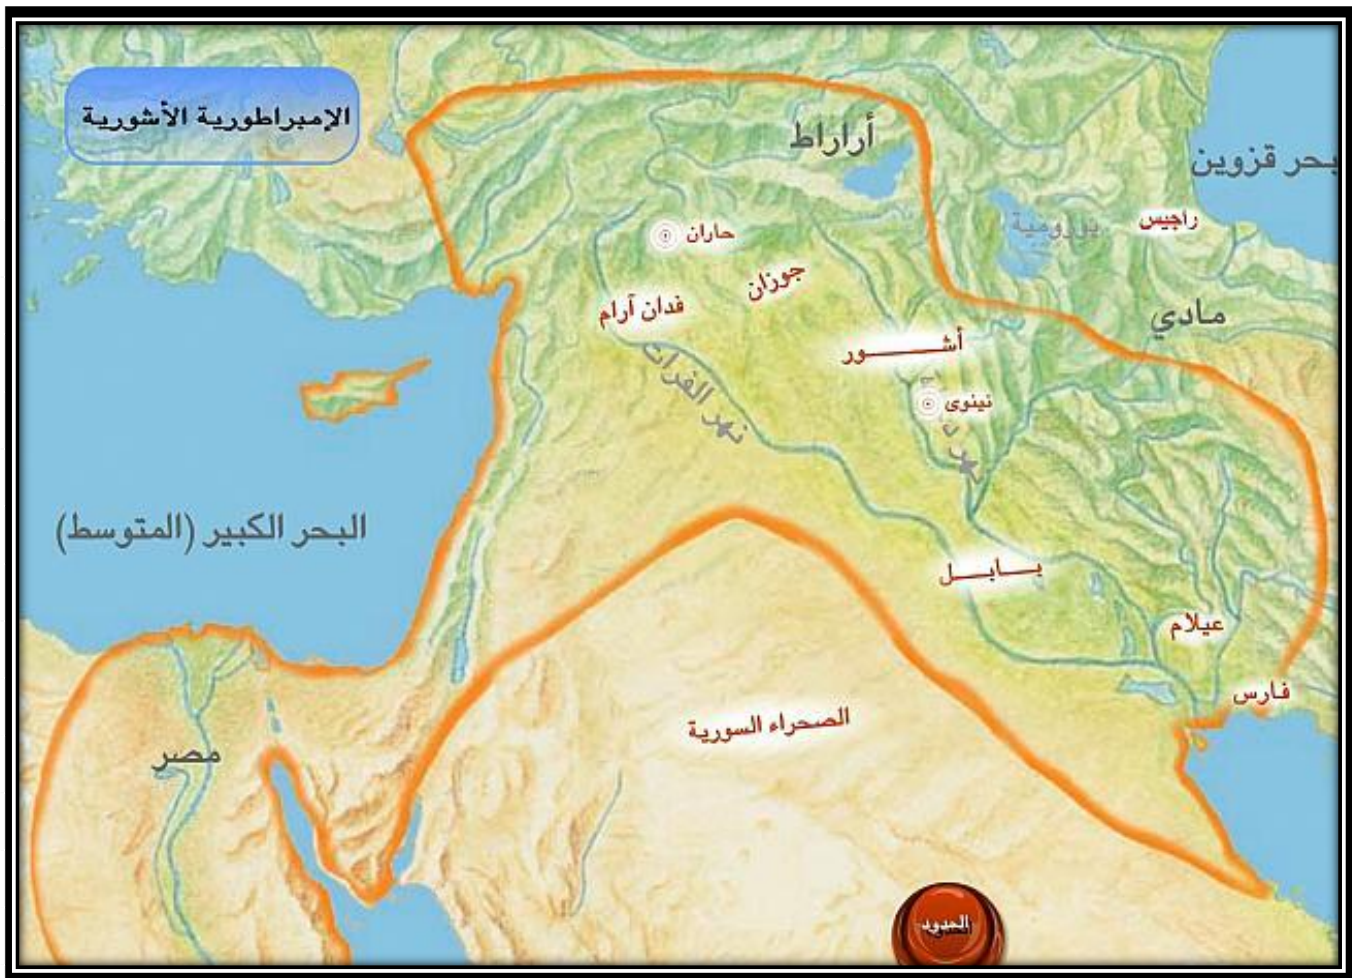 الإمبراطورية الأشورية
أراراط
بحر قزوين
راجيس
حاران
جوزان
فدان آرام
مادي
أشـــــــور
نهر الفرات
نينوى
البحر الكبير (المتوسط)
بـــابـــل
عيلام
فارس
الصحراء السورية
مصر
الحدود